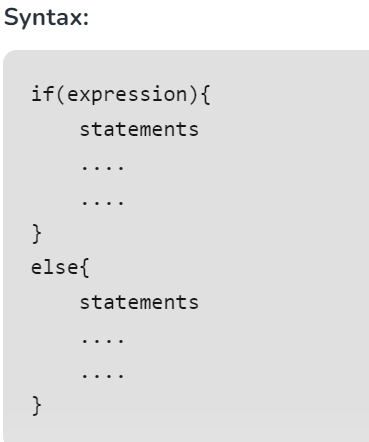 Syntax:
if(expression){
    statements
    ....
    ....
}
else{
    statements
    ....
    ....
}